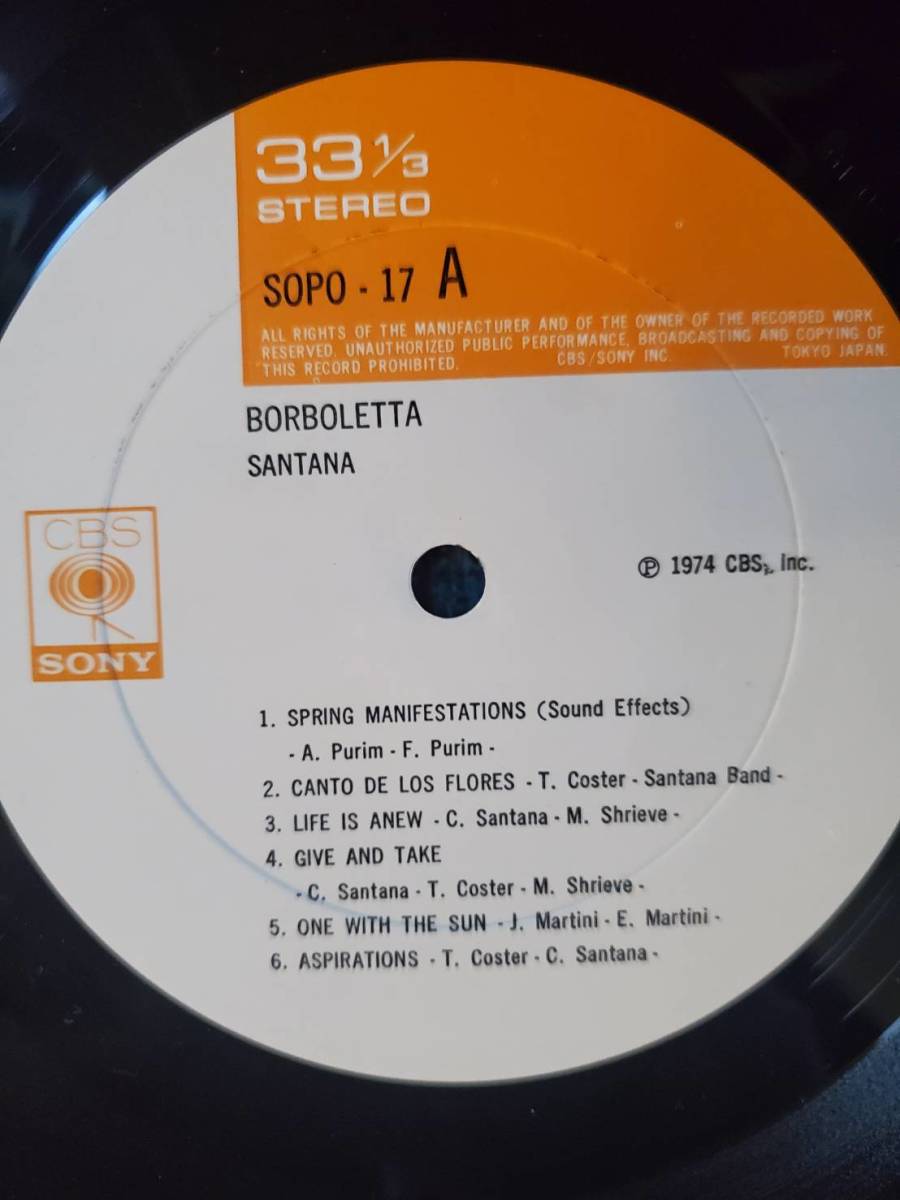 33 1/3
STEREO
SOPO - 17 A
ALL RIGHTS OF THE MANUFACTURER AND OF THE OWNER OF THE RECORDED WORK
RESERVED. UNAUTHORIZED PUBLIC PERFORMANCE, BROADCASTING AND COPYING OF
THIS RECORD PROHIBITED. CBS/SONY INC. TOKYO JAPAN.
BORBOLETTA
SANTANA
CBS
SONY
℗ 1974 CBS, Inc.
1. SPRING MANIFESTATIONS (Sound Effects)
- A. Purim - F. Purim -
2. CANTO DE LOS FLORES - T. Coster - Santana Band -
3. LIFE IS ANEW - C. Santana - M. Shrieve -
4. GIVE AND TAKE
- C. Santana - T. Coster - M. Shrieve -
5. ONE WITH THE SUN - J. Martini - E. Martini -
6. ASPIRATIONS - T. Coster - C. Santana -